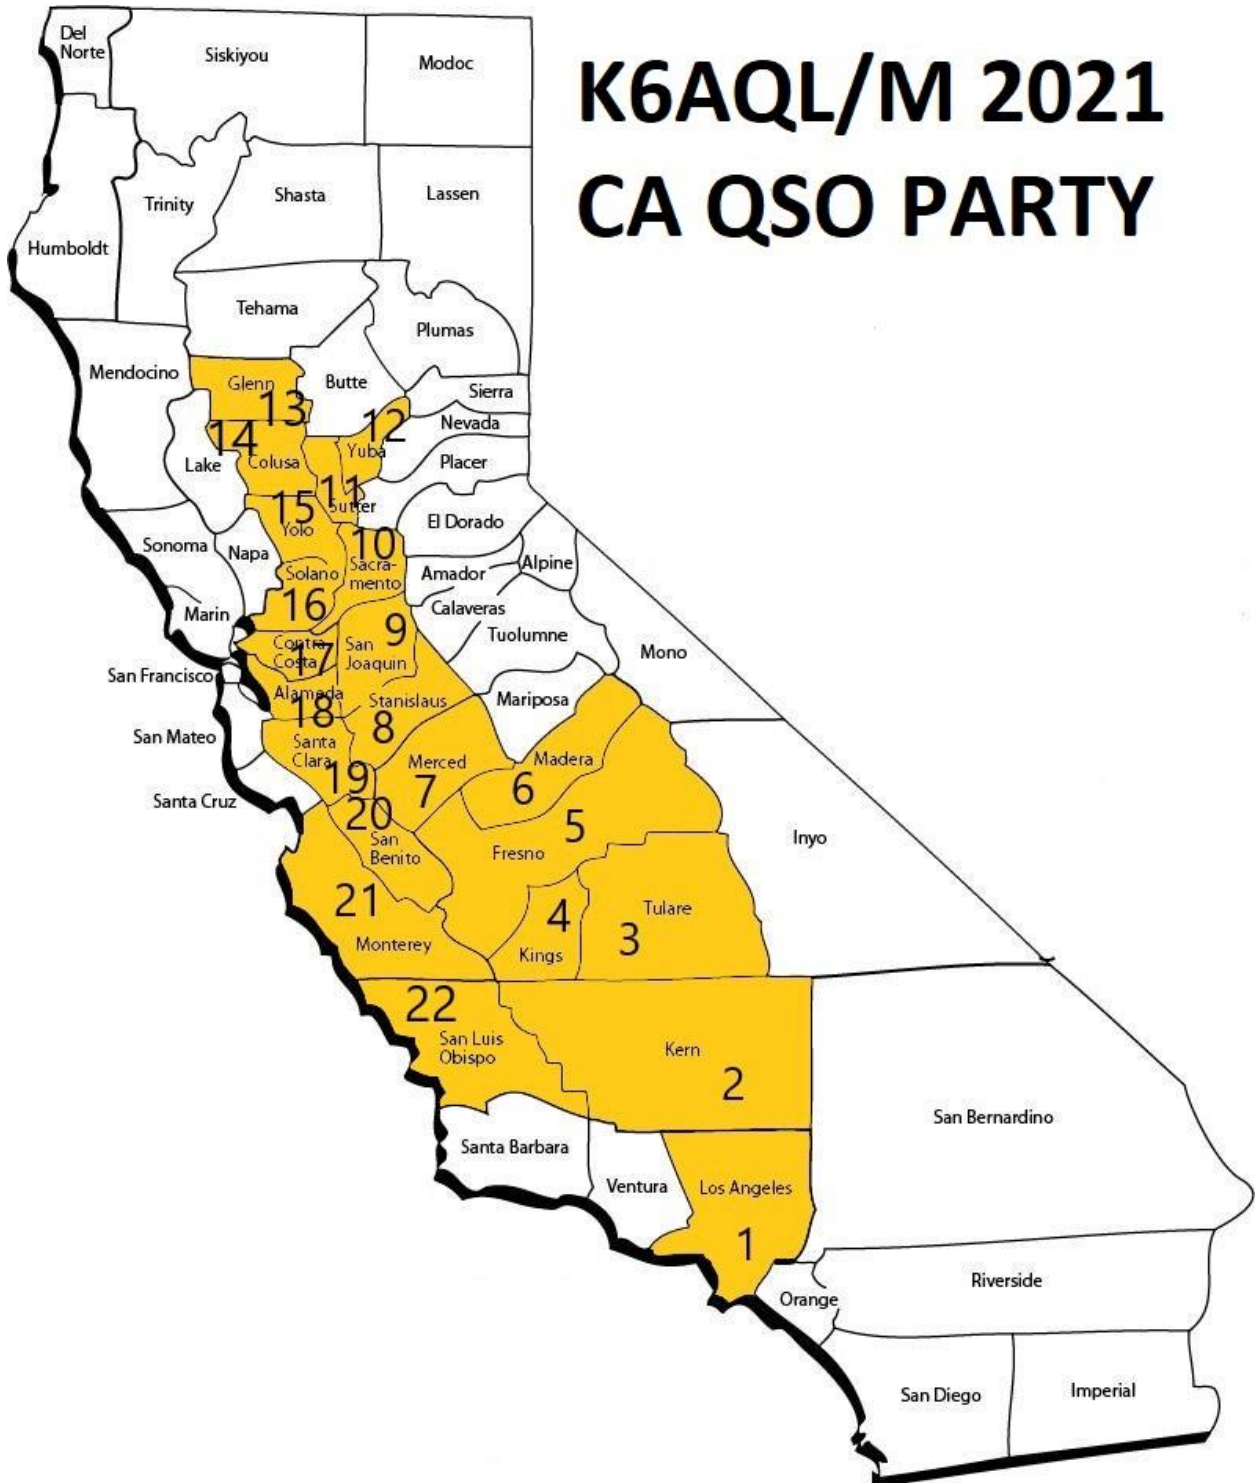 K6AQL/M 2021
CA QSO PARTY
Del
Norte
Siskiyou
Modoc
Trinity
Shasta
Lassen
Humboldt
Tehama
Plumas
Mendocino
Glenn
13
Butte
Sierra
12
Nevada
14
Lake
Colusa
Yuba
Placer
11
Sutter
15
Yolo
El Dorado
Sonoma
Napa
10
Solano
Sacra-
mento
Amador
Alpine
Calaveras
16
Marin
9
Tuolumne
Contra
Costa
17
San
Joaquin
Mono
San Francisco
Alameda
18
Stanislaus
8
Mariposa
San Mateo
Santa
Clara
19
Merced
7
Madera
6
Santa Cruz
20
San
Benito
5
Fresno
Inyo
21
Monterey
4
Kings
3
Tulare
22
San Luis
Obispo
Kern
2
San Bernardino
Santa Barbara
Ventura
Los Angeles
1
Orange
Riverside
San Diego
Imperial